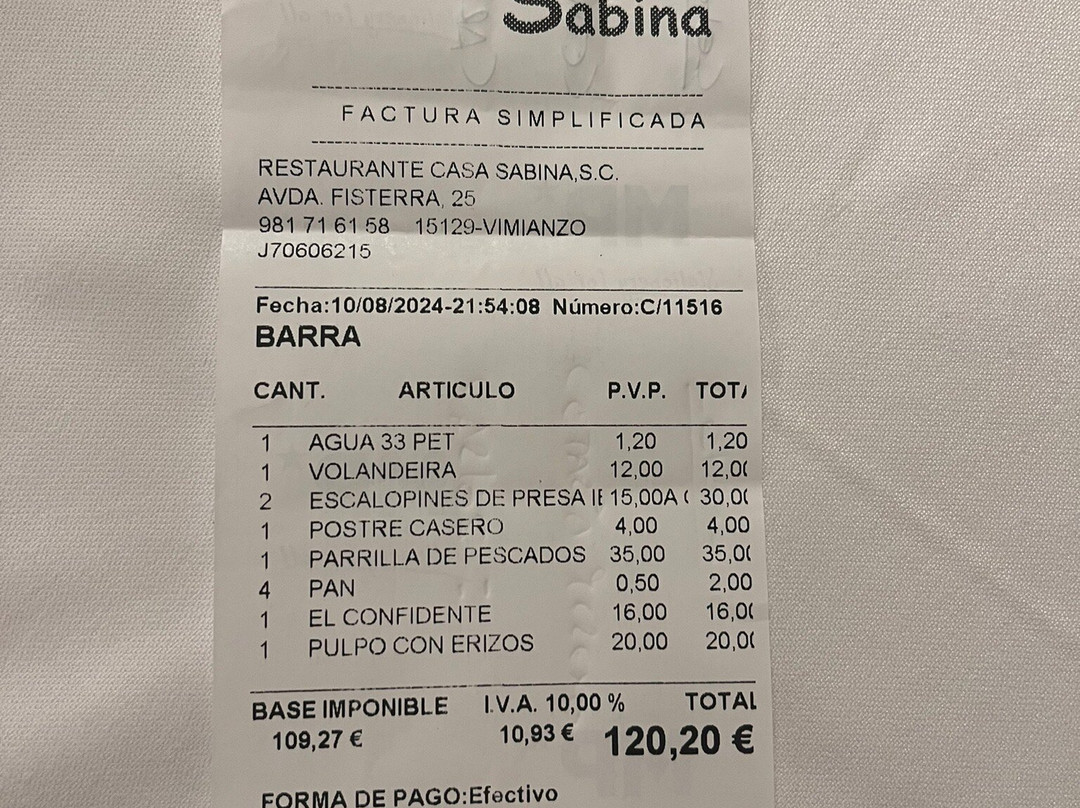 Sabina
FACTURA SIMPLIFICADA
RESTAURANTE CASA SABINA,S.C.
AVDA. FISTERRA, 25
981 71 61 58 15129-VIMIANZO
J70606215
Fecha:10/08/2024-21:54:08 Número:C/11516
BARRA
CANT. ARTICULO P.V.P. TOTA
1 AGUA 33 PET 1,20 1,20
1 VOLANDEIRA 12,00 12,00
2 ESCALOPINES DE PRESA IE 15,00A C 30,00
1 POSTRE CASERO 4,00 4,00
1 PARRILLA DE PESCADOS 35,00 35,00
4 PAN 0,50 2,00
1 EL CONFIDENTE 16,00 16,00
1 PULPO CON ERIZOS 20,00 20,00
BASE IMPONIBLE I.V.A. 10,00 % TOTAL
109,27 € 10,93 € 120,20 €
FORMA DE PAGO:Efectivo